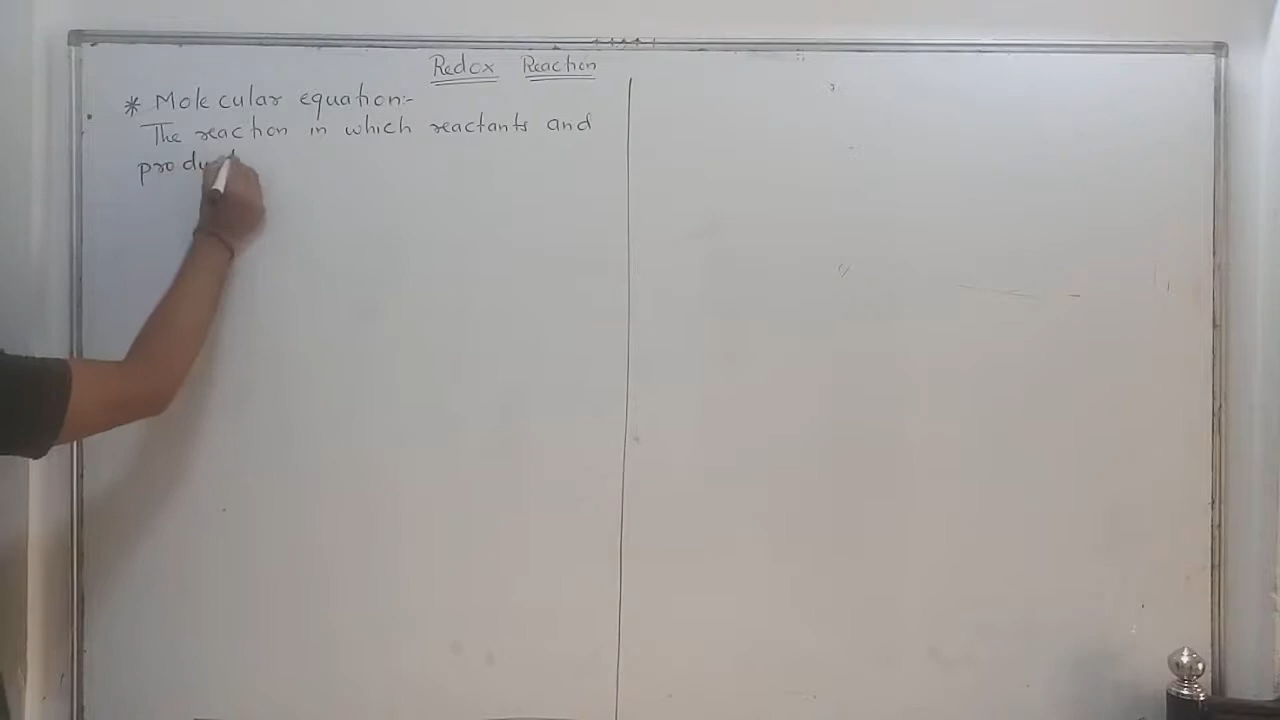 Redox Reaction
* Molecular equation:-
The reaction in which reactants and